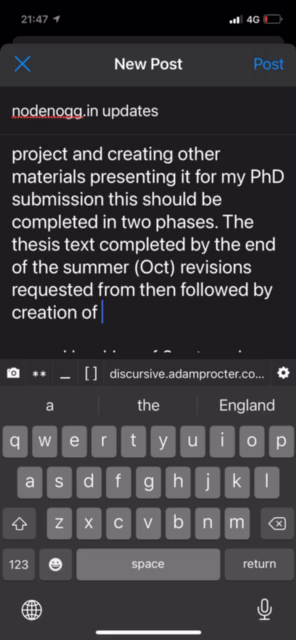 21:47
4G
New Post
Post
nodenogg.in updates
project and creating other
materials presenting it for my PhD
submission this should be
completed in two phases. The
thesis text completed by the end
of the summer (Oct) revisions
requested from then followed by
creation of
** _ [ ] discursive.adamprocter.co...
a the England
q w e r t y u i o p
a s d f g h j k l
z x c v b n m
123 space return